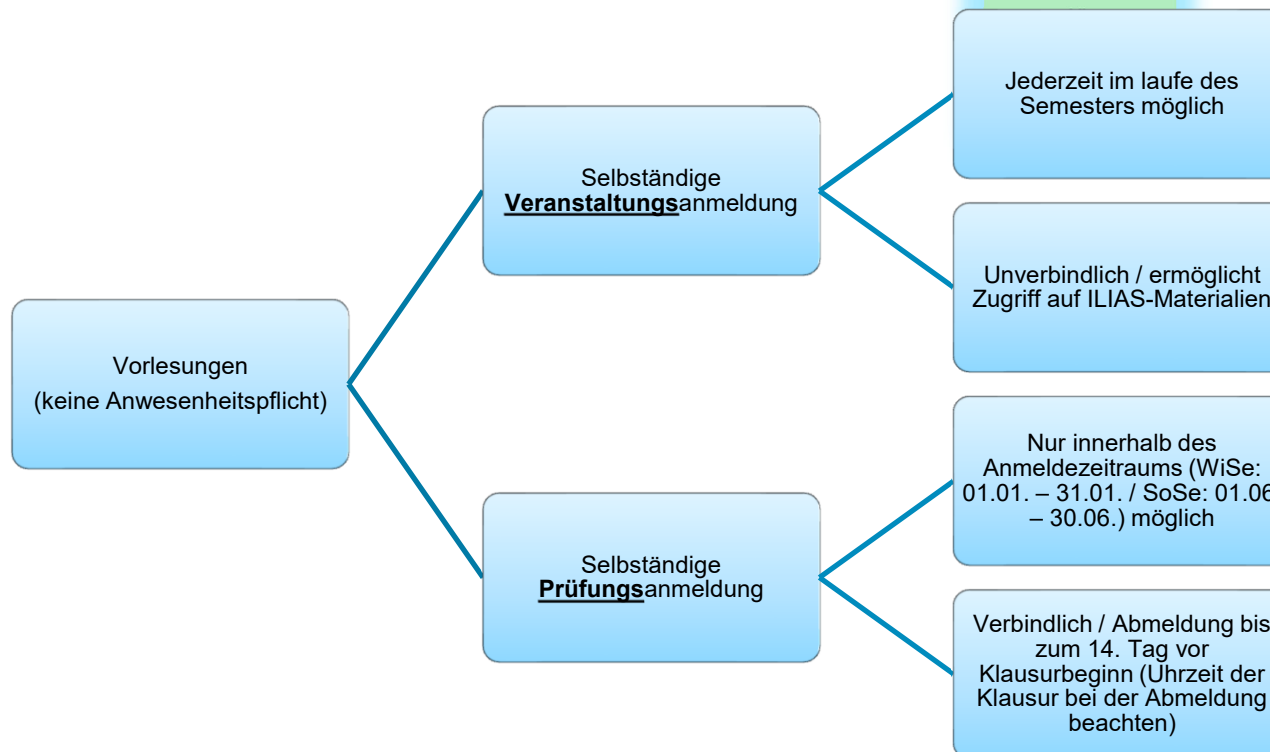 Vorlesungen
(keine Anwesenheitspflicht)
Selbständige
Veranstaltungsanmeldung
Jederzeit im laufe des
Semesters möglich
Unverbindlich / ermöglicht
Zugriff auf ILIAS-Materialien
Selbständige
Prüfungsanmeldung
Nur innerhalb des
Anmeldezeitraums (WiSe:
01.01. – 31.01. / SoSe: 01.06
– 30.06.) möglich
Verbindlich / Abmeldung bis
zum 14. Tag vor
Klausurbeginn (Uhrzeit der
Klausur bei der Abmeldung
beachten)